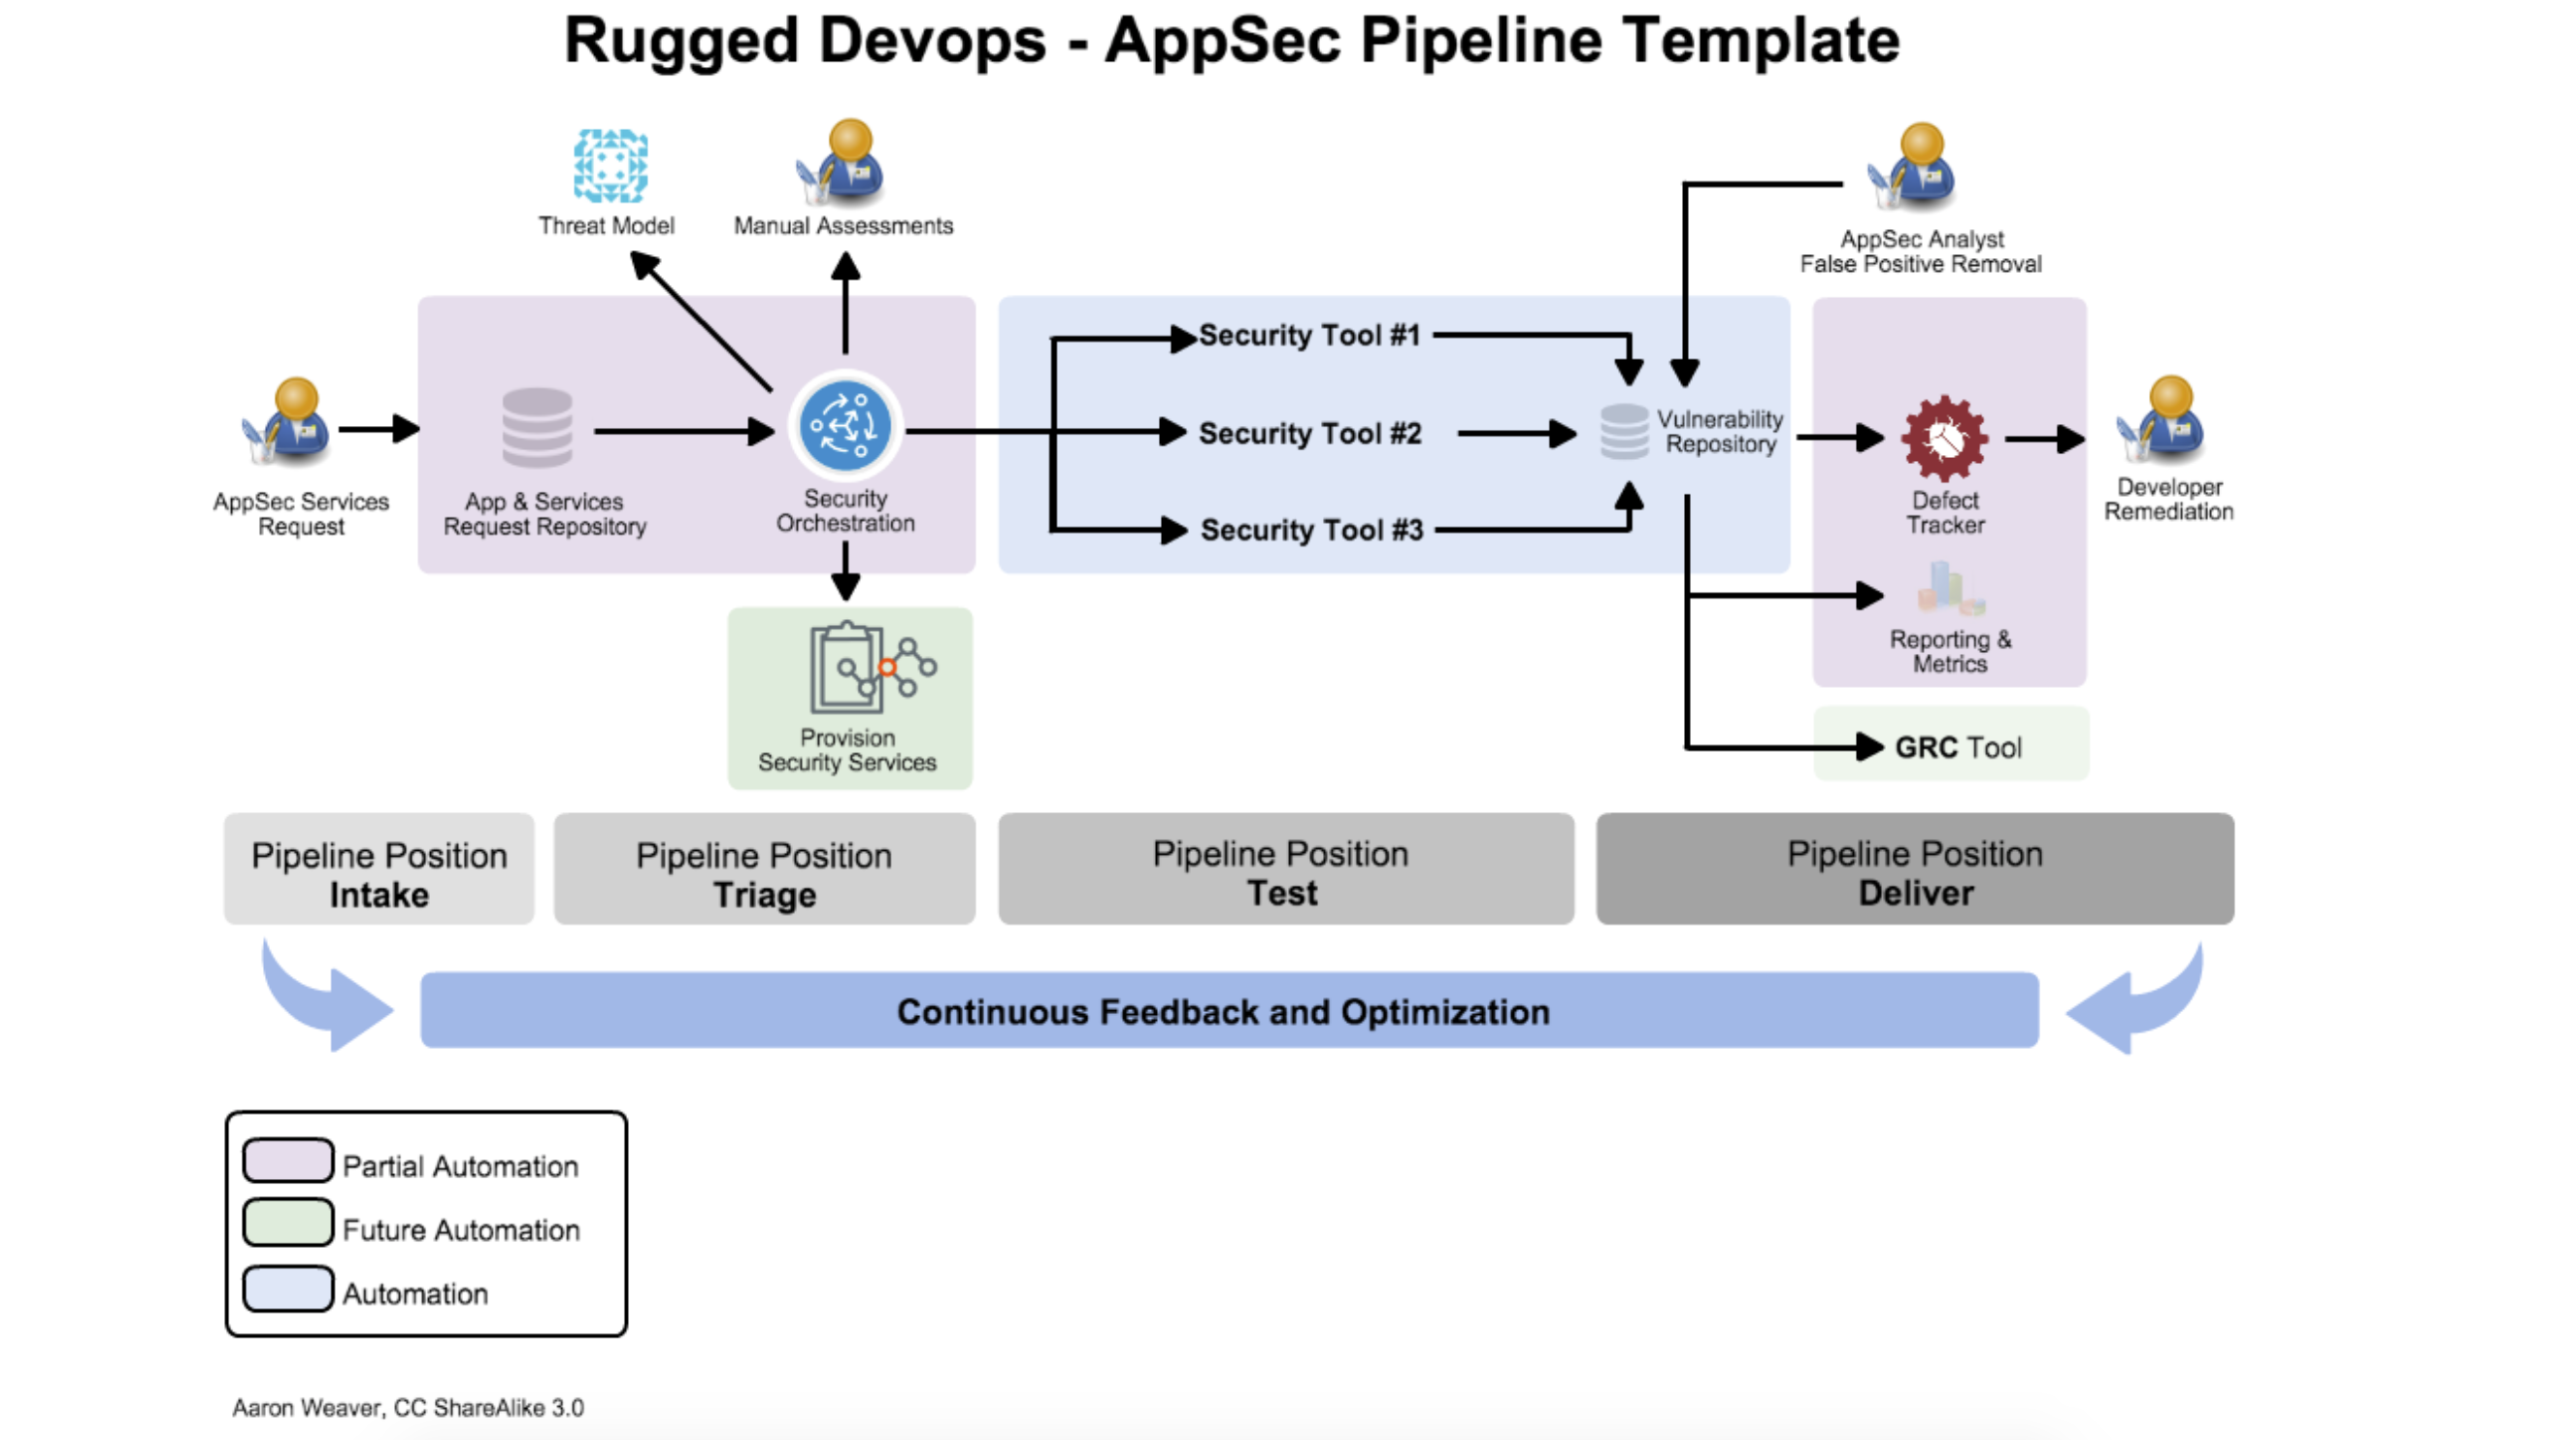 Rugged Devops - AppSec Pipeline Template
Threat Model
Manual Assessments
AppSec Analyst
False Positive Removal
AppSec Services
Request
App & Services
Request Repository
Security
Orchestration
Security Tool #1
Security Tool #2
Security Tool #3
Vulnerability
Repository
Defect
Tracker
Developer
Remediation
Reporting &
Metrics
Provision
Security Services
GRC Tool
Pipeline Position
Intake
Pipeline Position
Triage
Pipeline Position
Test
Pipeline Position
Deliver
Continuous Feedback and Optimization
Partial Automation
Future Automation
Automation
Aaron Weaver, CC ShareAlike 3.0